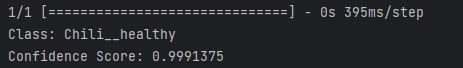 1/1 [==============================] - 0s 395ms/step
Class: Chili__healthy
Confidence Score: 0.9991375